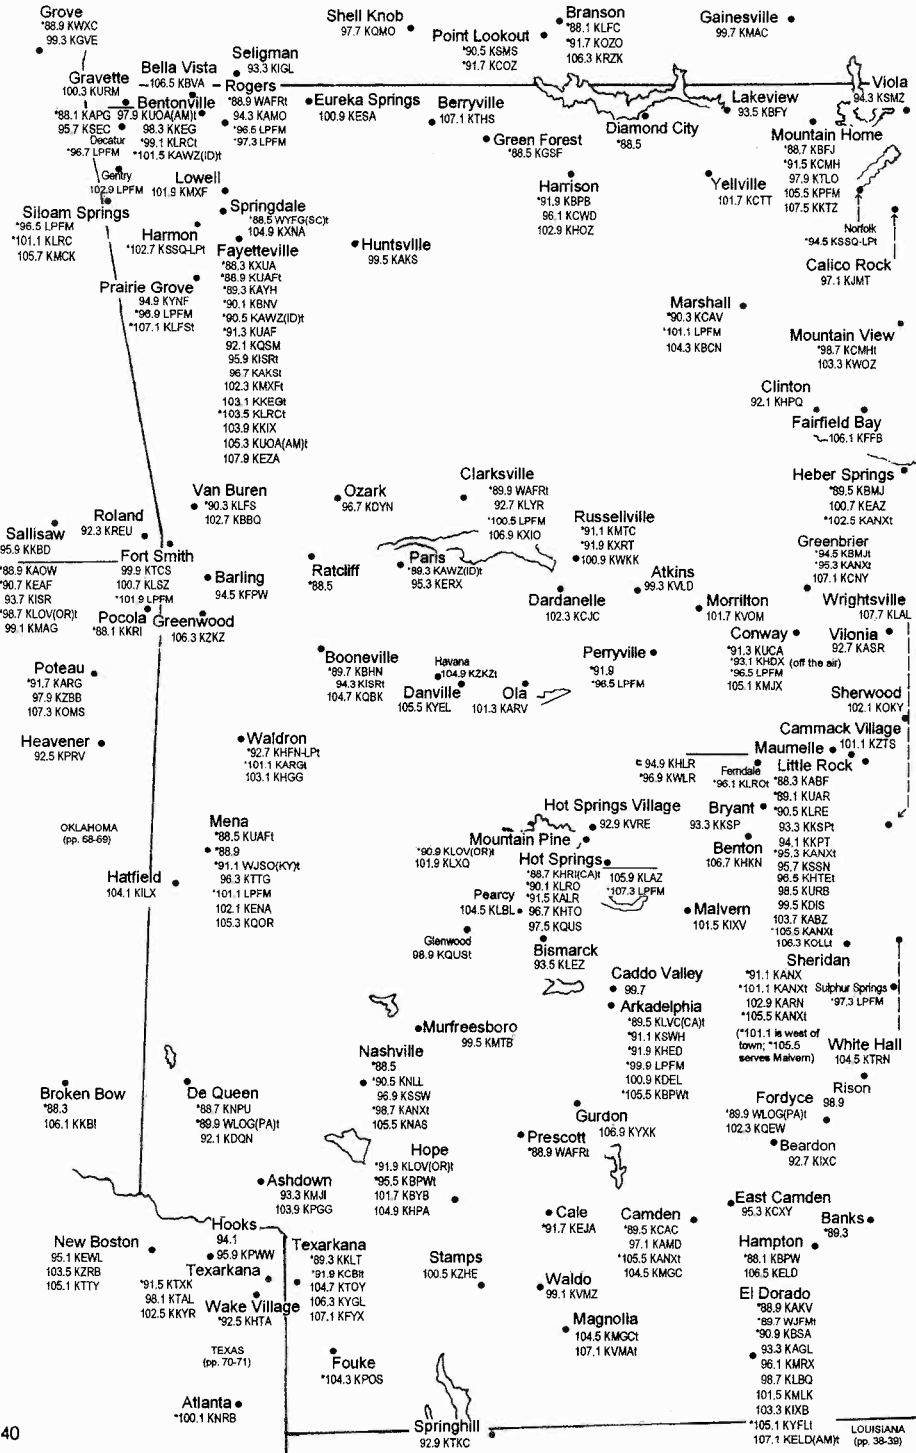 Grove
*88.9 KWXC
99.3 KGVE
Shell Knob
97.7 KQMO
Branson
*88.1 KLFC
*91.7 KOZO
106.3 KRZK
Point Lookout
*90.5 KSMS
*91.7 KCOZ
Gainesville
99.7 KMAC
Seligman
93.3 KIGL
Bella Vista
106.5 KBVA
Gravette
100.3 KURM
Rogers
*88.9 WAFRt
94.3 KAMO
*96.5 LPFM
*97.3 LPFM
Bentonville
97.9 KUOA(AM)t
98.3 KKEG
*99.1 KLRCt
*101.5 KAWZ(ID)t
*88.1 KAPG
95.7 KSEC
Decatur
*96.7 LPFM
Eureka Springs
100.9 KESA
Berryville
107.1 KTHS
Green Forest
*88.5 KGSF
Diamond City
*88.5
Lakeview
93.5 KBFY
Viola
94.3 KSMZ
Mountain Home
*88.7 KBFJ
*91.5 KCMH
97.9 KTLO
105.5 KPFM
107.5 KKTZ
Gentry
102.9 LPFM
Lowell
101.9 KMXF
Harrison
*91.9 KBPB
96.1 KCWD
102.9 KHOZ
Yellville
101.7 KCTT
Siloam Springs
*96.5 LPFM
*101.1 KLRC
105.7 KMCK
Springdale
*88.5 WYFG(SC)t
104.9 KXNA
Harmon
*102.7 KSSQ-LPt
Norfolk
*94.5 KSSQ-LPt
Huntsville
99.5 KAKS
Fayetteville
*88.3 KXUA
*88.9 KUAFt
*89.3 KAYH
*90.1 KBNV
*90.5 KAWZ(ID)t
*91.3 KUAF
92.1 KQSM
95.9 KISRt
96.7 KAKSt
102.3 KMXFt
103.1 KKEGt
*103.5 KLRCt
103.9 KKIX
105.3 KUOA(AM)t
107.9 KEZA
Calico Rock
97.1 KJMT
Prairie Grove
94.9 KYNF
*96.9 LPFM
*107.1 KLFSt
Marshall
*90.3 KCAV
*101.1 LPFM
104.3 KBCN
Mountain View
*98.7 KCMHt
103.3 KWOZ
Clinton
92.1 KHPQ
Fairfield Bay
106.1 KFFB
Heber Springs
*89.5 KBMJ
100.7 KEAZ
*102.5 KANXt
Van Buren
*90.3 KLFS
102.7 KBBQ
Ozark
96.7 KDYN
Clarksville
*89.9 WAFRt
92.7 KLYR
*100.5 LPFM
106.9 KXIO
Russellville
*91.1 KMTC
*91.9 KXRT
100.9 KWKK
Roland
92.3 KREU
Sallisaw
95.9 KKBD
Greenbrier
*94.5 KBMJt
*95.3 KANXt
107.1 KCNY
Fort Smith
99.9 KTCS
100.7 KLSZ
*101.9 LPFM
*88.9 KAOW
*90.7 KEAF
93.7 KISR
*98.7 KLOV(OR)t
99.1 KMAG
Barling
94.5 KFPW
Ratcliff
*88.5
Paris
*89.3 KAWZ(ID)t
95.3 KERX
Atkins
99.3 KVLD
Dardanelle
102.3 KCJC
Morrilton
101.7 KVOM
Wrightsville
107.7 KLAL
Pocola
*88.1 KKRI
Greenwood
106.3 KZKZ
Conway
*91.3 KUCA
*93.1 KHDX (off the air)
*96.5 LPFM
105.1 KMJX
Vilonia
92.7 KASR
Booneville
*89.7 KBHN
94.3 KISRt
104.7 KQBK
Havana
104.9 KZKZt
Perryville
*91.9
*96.5 LPFM
Poteau
*91.7 KARG
97.9 KZBB
107.3 KOMS
Danville
105.5 KYEL
Ola
101.3 KARV
Sherwood
102.1 KOKY
Heavener
92.5 KPRV
Waldron
*92.7 KHFN-LPt
*101.1 KARGt
103.1 KHGG
Cammack Village
101.1 KZTS
Maumelle
94.9 KHLR
*96.9 KWLR
Ferndale
*96.1 KLROt
Little Rock
*88.3 KABF
*89.1 KUAR
*90.5 KLRE
93.3 KKSPt
94.1 KKPT
*95.3 KANXt
95.7 KSSN
96.5 KHTEt
98.5 KURB
99.5 KDIS
103.7 KABZ
*105.5 KANXt
106.3 KOLLt
Hot Springs Village
92.9 KVRE
Bryant
93.3 KKSP
OKLAHOMA
(pp. 68-69)
Mena
*88.5 KUAFt
*88.9
*91.1 WJSO(KY)t
96.3 KTTG
*101.1 LPFM
102.1 KENA
105.3 KQOR
Mountain Pine
*90.9 KLOV(OR)t
101.9 KLXQ
Benton
106.7 KHKN
Hot Springs
*88.7 KHRI(CA)t
*90.1 KLRO
*91.5 KALR
96.7 KHTO
97.5 KQUS
105.9 KLAZ
*107.3 LPFM
Hatfield
104.1 KILX
Pearcy
104.5 KLBL
Malvern
101.5 KIXV
Glenwood
98.9 KQUSt
Bismarck
93.5 KLEZ
Sheridan
*91.1 KANX
*101.1 KANXt
102.9 KARN
*105.5 KANXt
(*101.1 is west of
town; *105.5
serves Malvern)
Caddo Valley
99.7
Sulphur Springs
*97.3 LPFM
Arkadelphia
*89.5 KLVC(CA)t
*91.1 KSWH
*91.9 KHED
*99.9 LPFM
100.9 KDEL
*105.5 KBPWt
Murfreesboro
99.5 KMTB
White Hall
104.5 KTRN
Nashville
*88.5
*90.5 KNLL
96.9 KSSW
*98.7 KANXt
105.5 KNAS
Broken Bow
*88.3
106.1 KKBI
De Queen
*88.7 KNPU
*89.9 WLOG(PA)t
92.1 KDQN
Rison
98.9
Fordyce
*89.9 WLOG(PA)t
102.3 KQEW
Gurdon
106.9 KYXK
Prescott
*88.9 WAFRt
Beardon
92.7 KIXC
Hope
*91.9 KLOV(OR)t
*95.5 KBPWt
101.7 KBYB
104.9 KHPA
Ashdown
93.3 KMJI
103.9 KPGG
East Camden
95.3 KCXY
Cale
*91.7 KEJA
Camden
*89.5 KCAC
97.1 KAMD
*105.5 KANXt
104.5 KMGC
Banks
*89.3
Hooks
94.1
95.9 KPWW
New Boston
95.1 KEWL
103.5 KZRB
105.1 KTTY
Texarkana
*89.3 KKLT
*91.9 KCBIt
104.7 KTOY
106.3 KYGL
107.1 KFYX
Hampton
*88.1 KBPW
106.5 KELD
Stamps
100.5 KZHE
Texarkana
*91.5 KTXK
98.1 KTAL
102.5 KKYR
Waldo
99.1 KVMZ
Wake Village
*92.5 KHTA
El Dorado
*88.9 KAKV
*89.7 WJFMt
*90.9 KBSA
93.3 KAGL
96.1 KMRX
98.7 KLBQ
101.5 KMLK
103.3 KIXB
*105.1 KYFLt
107.1 KELD(AM)t
Magnolia
104.5 KMGCt
107.1 KVMAt
TEXAS
(pp. 70-71)
Fouke
*104.3 KPOS
Atlanta
*100.1 KNRB
Springhill
92.9 KTKC
LOUISIANA
(pp. 38-39)
40